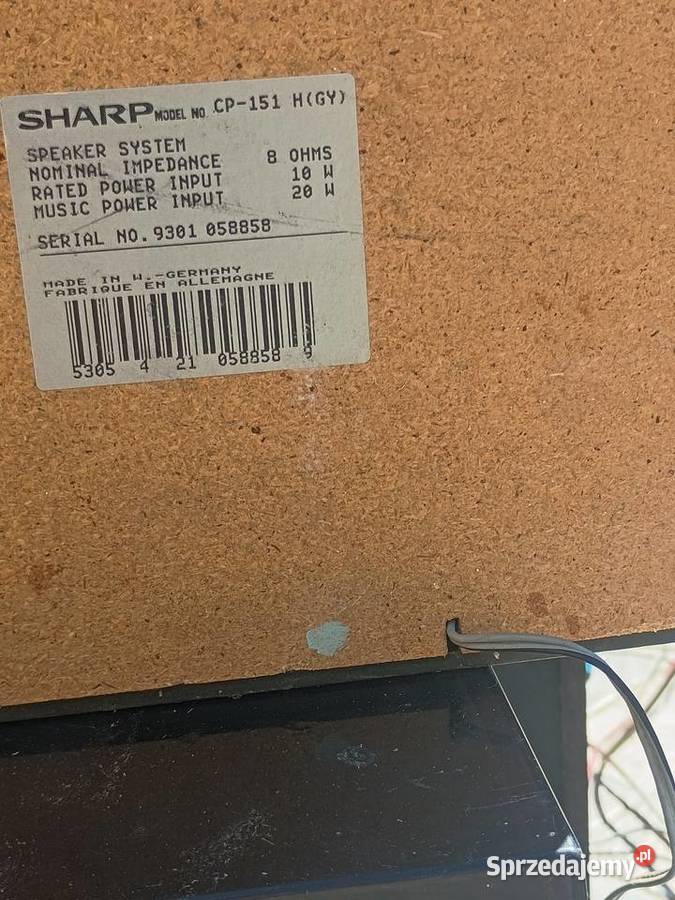 SHARP MODEL NO. CP-151 H(GY)
SPEAKER SYSTEM
NOMINAL IMPEDANCE 8 OHMS
RATED POWER INPUT 10 W
MUSIC POWER INPUT 20 W
SERIAL NO. 9301 058858
MADE IN W.-GERMANY
FABRIQUE EN ALLEMAGNE
5305 4 21 058858 9
Sprzedajemy.pl